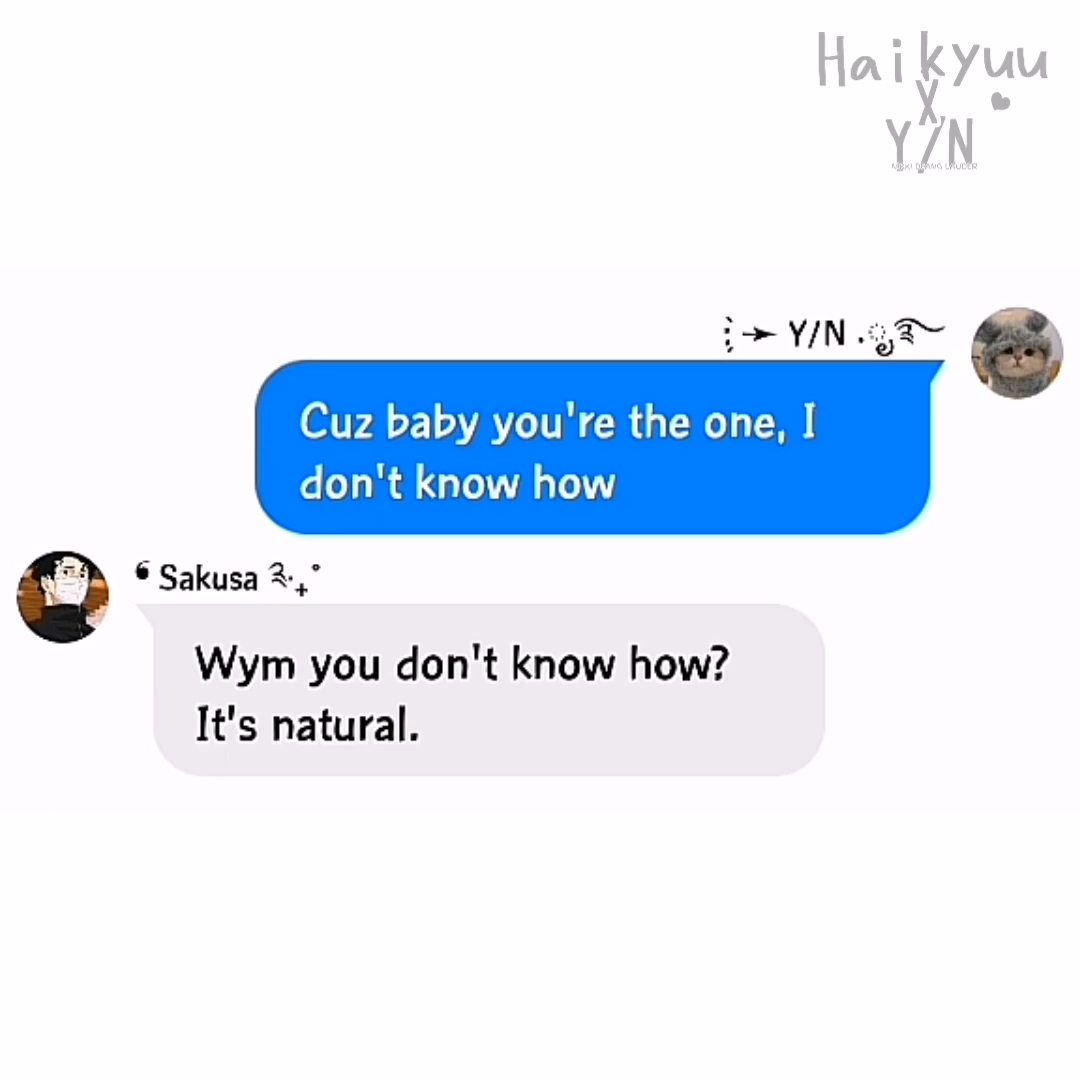 Haikyuu
X
Y/N
Y/N
Cuz baby you're the one, I
don't know how
Sakusa
Wym you don't know how?
It's natural.